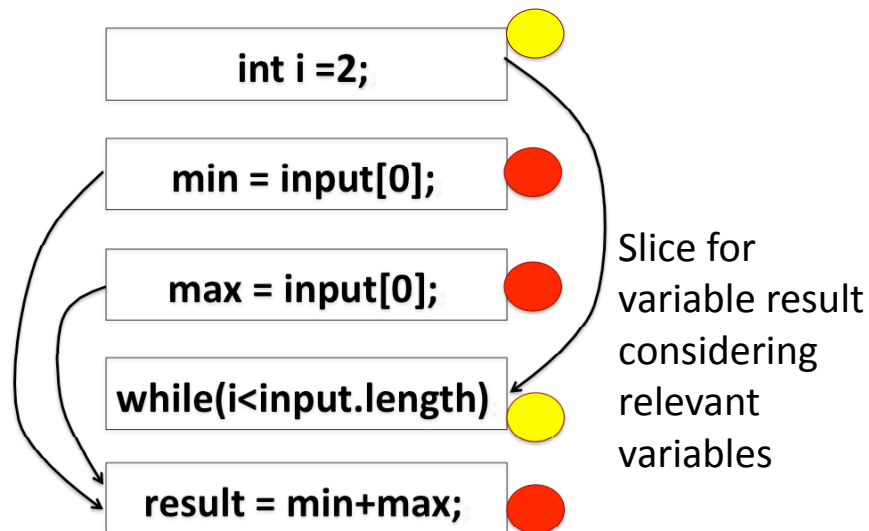 int i =2;
min = input[0];
max = input[0];
while(i<input.length)
result = min+max;
Slice for
variable result
considering
relevant
variables